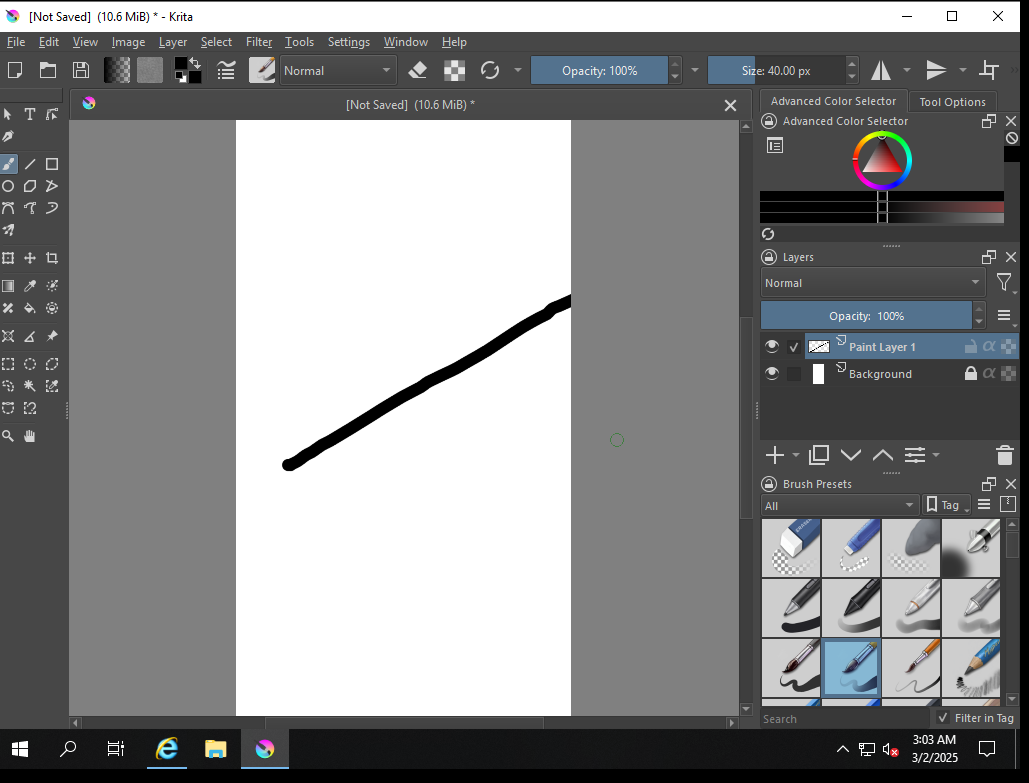 [Not Saved]  (10.6 MiB) * - Krita
File Edit View Image Layer Select Filter Tools Settings Window Help
Normal Opacity: 100% Size: 40.00 px
[Not Saved]  (10.6 MiB) *
Advanced Color Selector Tool Options
Advanced Color Selector
Layers
Normal
Opacity:  100%
Paint Layer 1
Background
Brush Presets
All Tag
Search Filter in Tag
3:03 AM
3/2/2025